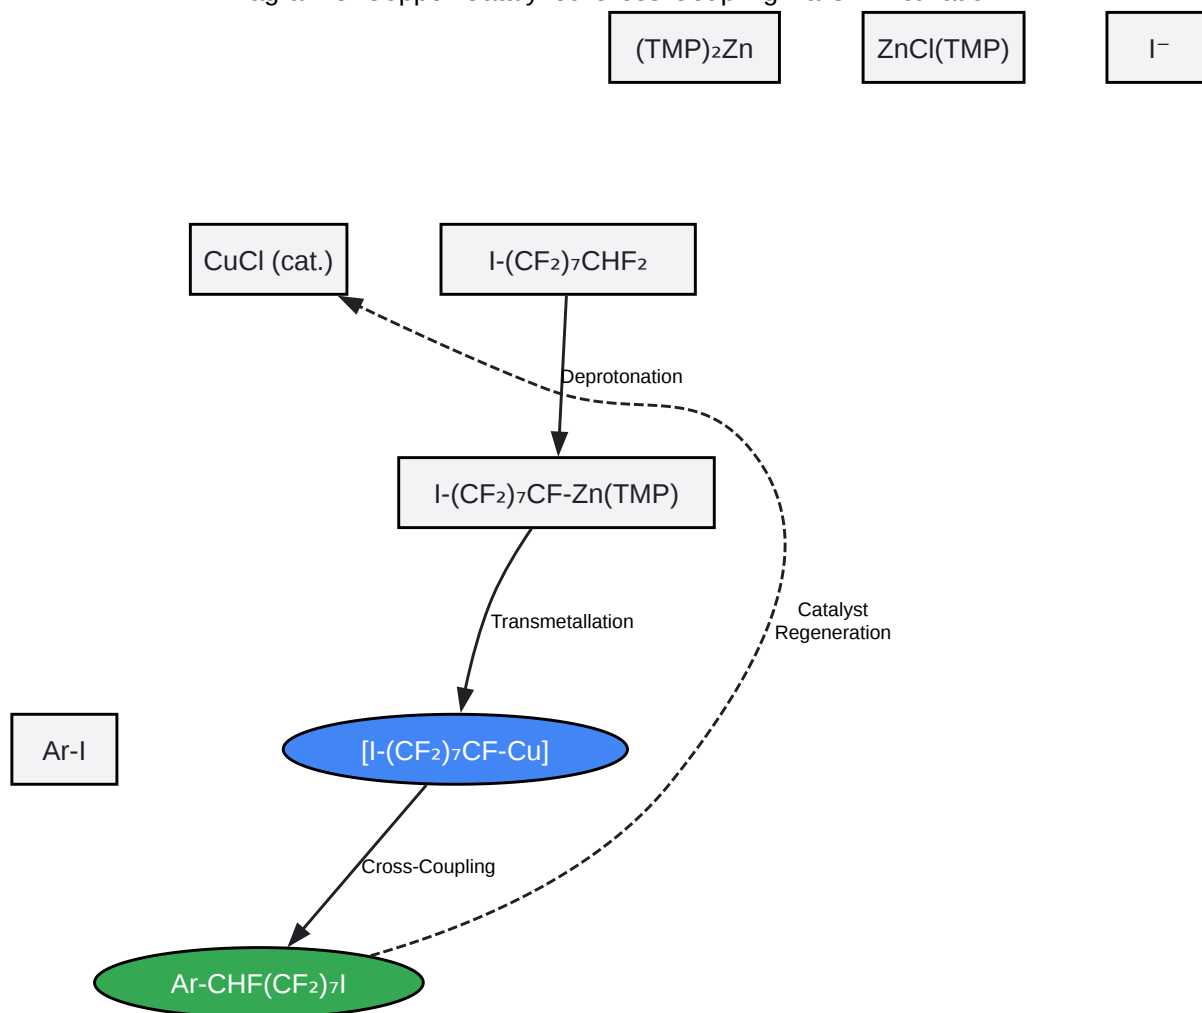 (TMP)₂Zn
ZnCl(TMP)
I⁻
CuCl (cat.)
I-(CF₂)₇CHF₂
Deprotonation
I-(CF₂)₇CF-Zn(TMP)
Catalyst
Regeneration
Transmetallation
Ar-I
[I-(CF₂)₇CF-Cu]
Cross-Coupling
Ar-CHF(CF₂)₇I